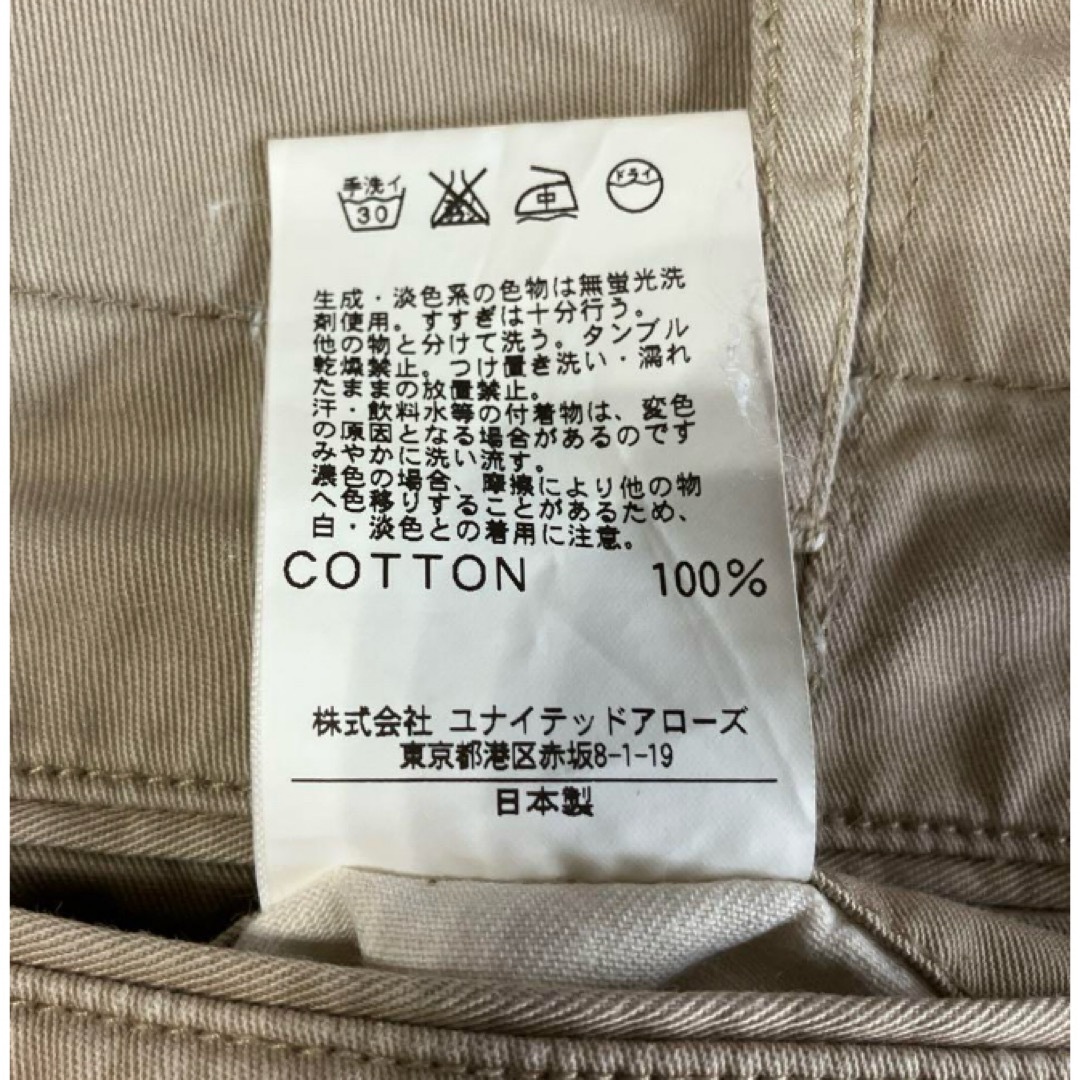 手洗イ
30
エンソサラシ
中
ドライ
生成・淡色系の色物は無蛍光洗
剤使用。すすぎは十分行う。
他の物と分けて洗う。タンブル
乾燥禁止。つけ置き洗い・濡れ
たままの放置禁止。
汗・飲料水等の付着物は、変色
の原因となる場合があるのです
みやかに洗い流す。
濃色の場合、摩擦により他の物
へ色移りすることがあるため、
白・淡色との着用に注意。
COTTON 100%
株式会社 ユナイテッドアローズ
東京都港区赤坂8-1-19
日本製